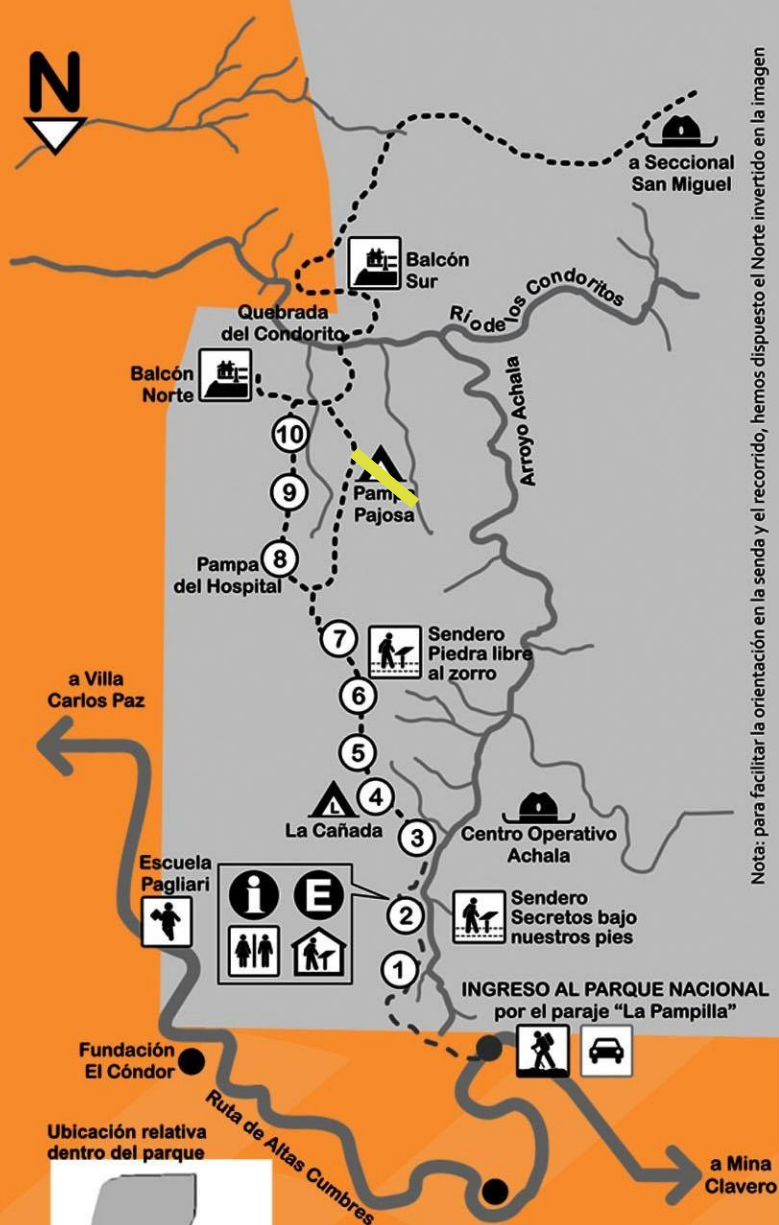 N
a Seccional
San Miguel
Balcón
Sur
Río de los Condoritos
Quebrada
del Condorito
Balcón
Norte
Arroyo Achala
10
Pampa
Pajosa
9
8
Pampa
del Hospital
7
Sendero
Piedra libre
al zorro
6
a Villa
Carlos Paz
5
4
L
La Cañada
3
Centro Operativo
Achala
Escuela
Pagliari
i E
2
Sendero
Secretos bajo
nuestros pies
1
INGRESO AL PARQUE NACIONAL
por el paraje “La Pampilla”
Fundación
El Cóndor
Ruta de Altas Cumbres
Ubicación relativa
dentro del parque
a Mina
Clavero
Nota: para facilitar la orientación en la senda y el recorrido, hemos dispuesto el Norte invertido en la imagen